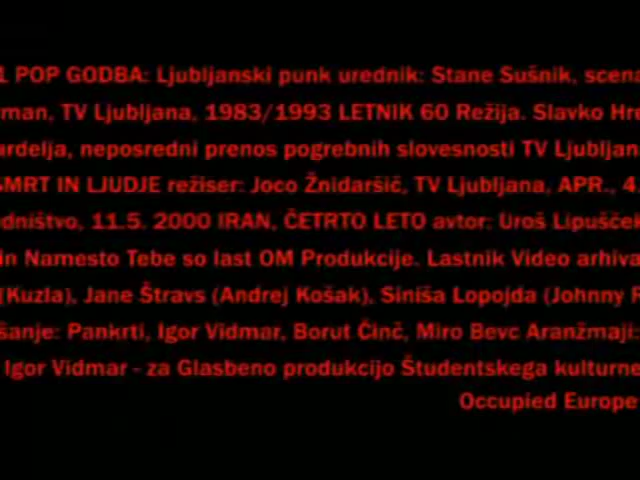 1 POP GODBA: Ljubljanski punk urednik: Stane Sušnik, scena
man, TV Ljubljana, 1983/1993 LETNIK 60 Režija. Slavko Hre
ardelja, neposredni prenos pogrebnih slovesnosti TV Ljubljan
SMRT IN LJUDJE režiser: Joco Žnidaršič, TV Ljubljana, APR., 4.
dništvo, 11.5. 2000 IRAN, ČETRTO LETO avtor: Uroš Lipušček
in Namesto Tebe so last OM Produkcije. Lastnik Video arhiva
(Kuzla), Jane Štravs (Andrej Košak), Siniša Lopojda (Johnny R
šanje: Pankrti, Igor Vidmar, Borut Činč, Miro Bevc Aranžmaji:
Igor Vidmar - za Glasbeno produkcijo Študentskega kulturne
Occupied Europe